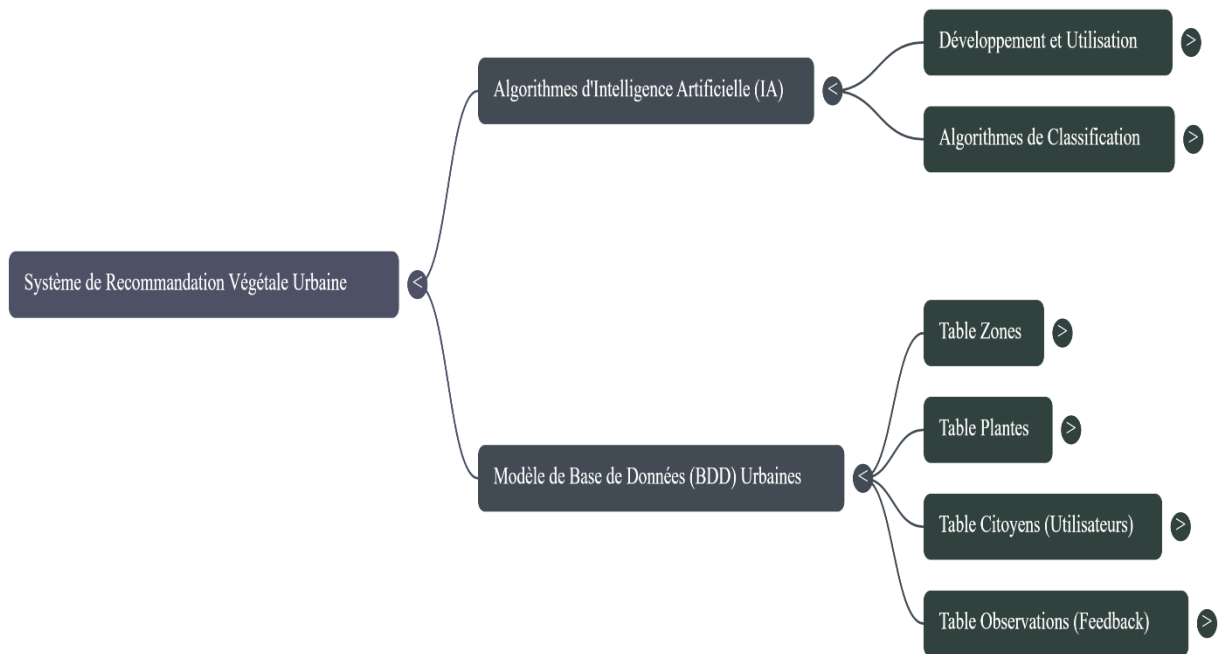 Système de Recommandation Végétale Urbaine
<
Algorithmes d'Intelligence Artificielle (IA)
<
Développement et Utilisation
>
Algorithmes de Classification
>
Modèle de Base de Données (BDD) Urbaines
<
Table Zones
>
Table Plantes
>
Table Citoyens (Utilisateurs)
>
Table Observations (Feedback)
>